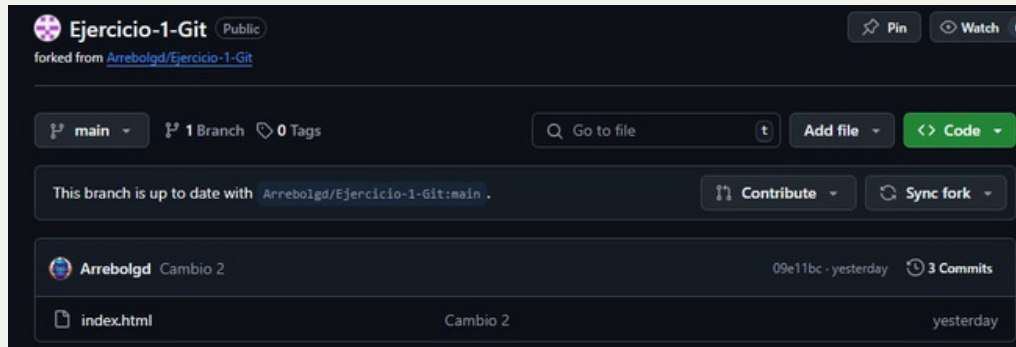 Ejercicio-1-Git Public Pin Watch
forked from Arrebolgd/Ejercicio-1-Git
main 1 Branch 0 Tags Go to file t Add file <> Code
This branch is up to date with Arrebolgd/Ejercicio-1-Git:main . Contribute Sync fork
Arrebolgd Cambio 2 09e11bc · yesterday 3 Commits
index.html Cambio 2 yesterday